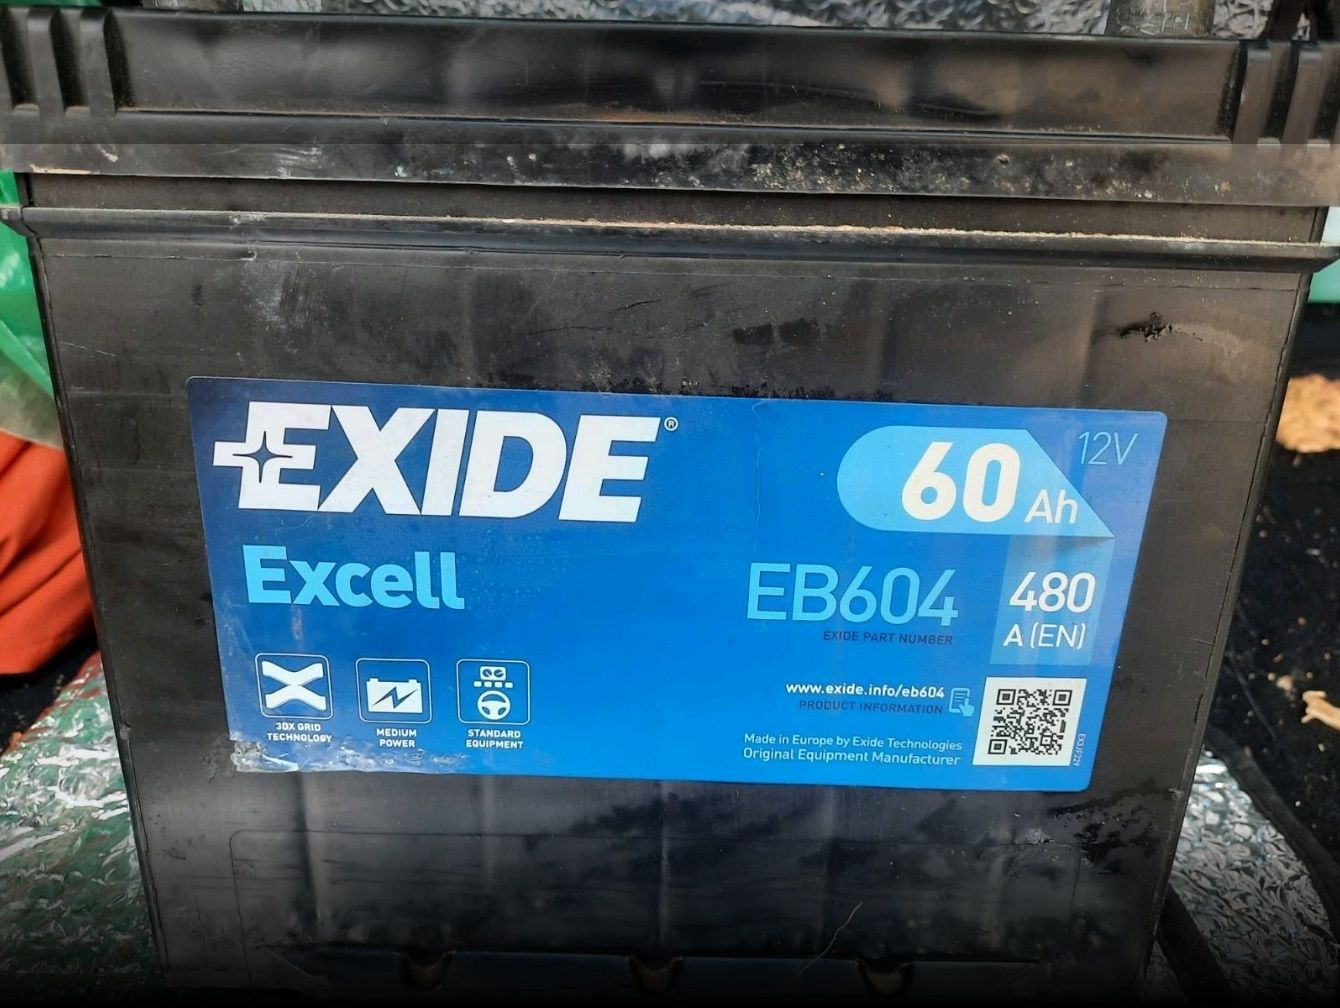 EXIDE®
60 Ah
12V
Excell
EB604
EXIDE PART NUMBER
480
A (EN)
www.exide.info/eb604
PRODUCT INFORMATION
3DX GRID
TECHNOLOGY
MEDIUM
POWER
STANDARD
EQUIPMENT
Made in Europe by Exide Technologies
Original Equipment Manufacturer